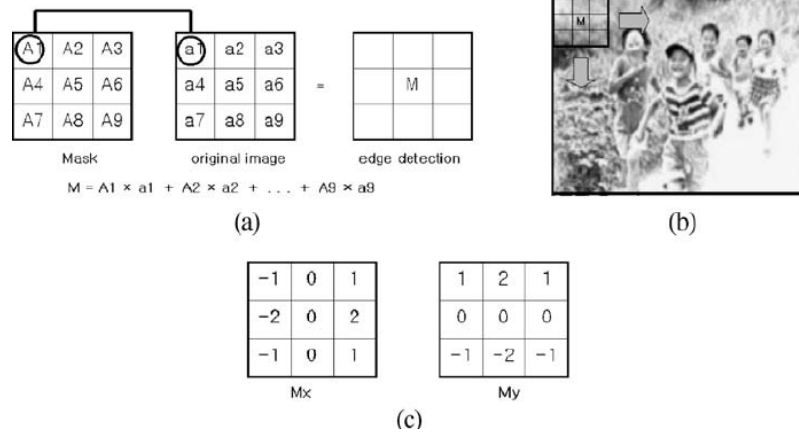 A1 A2 A3
A4 A5 A6
A7 A8 A9
Mask
a1 a2 a3
a4 a5 a6
a7 a8 a9
original image
=
M
edge detection
M = A1 × a1 + A2 × a2 + . . . + A9 × a9
(a)
M
(b)
-1 0 1
-2 0 2
-1 0 1
Mx
1 2 1
0 0 0
-1 -2 -1
My
(c)